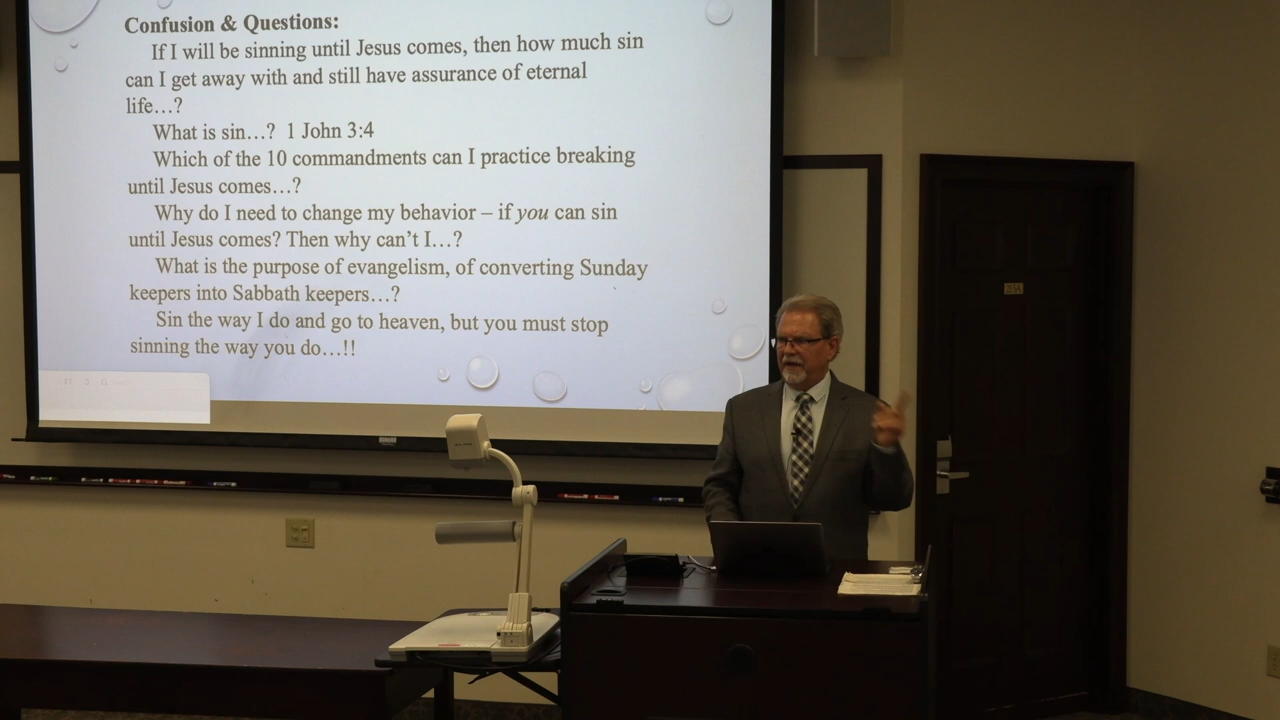 Confusion & Questions:
If I will be sinning until Jesus comes, then how much sin
can I get away with and still have assurance of eternal
life…?
What is sin…? 1 John 3:4
Which of the 10 commandments can I practice breaking
until Jesus comes…?
Why do I need to change my behavior – if you can sin
until Jesus comes? Then why can't I…?
What is the purpose of evangelism, of converting Sunday
keepers into Sabbath keepers…?
Sin the way I do and go to heaven, but you must stop
sinning the way you do…!!